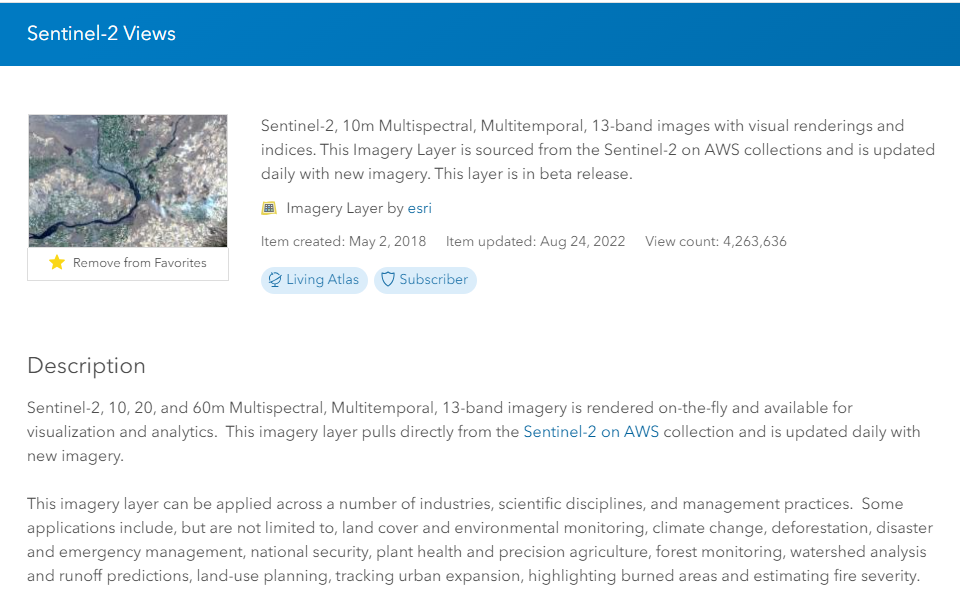 Sentinel-2 Views
Sentinel-2, 10m Multispectral, Multitemporal, 13-band images with visual renderings and
indices. This Imagery Layer is sourced from the Sentinel-2 on AWS collections and is updated
daily with new imagery. This layer is in beta release.
Imagery Layer by esri
Item created: May 2, 2018 Item updated: Aug 24, 2022 View count: 4,263,636
Remove from Favorites
Living Atlas Subscriber
Description
Sentinel-2, 10, 20, and 60m Multispectral, Multitemporal, 13-band imagery is rendered on-the-fly and available for
visualization and analytics.  This imagery layer pulls directly from the Sentinel-2 on AWS collection and is updated daily with
new imagery.
This imagery layer can be applied across a number of industries, scientific disciplines, and management practices.  Some
applications include, but are not limited to, land cover and environmental monitoring, climate change, deforestation, disaster
and emergency management, national security, plant health and precision agriculture, forest monitoring, watershed analysis
and runoff predictions, land-use planning, tracking urban expansion, highlighting burned areas and estimating fire severity.